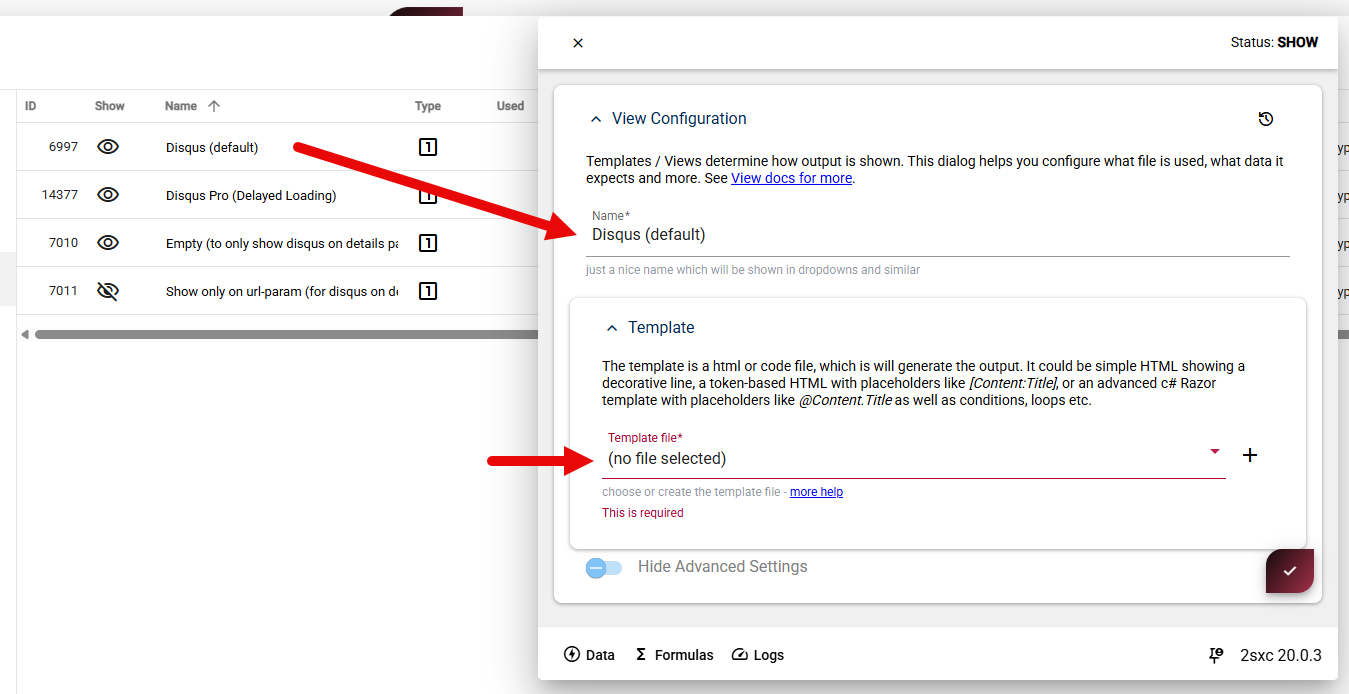 Status: SHOW
ID Show Name Type Used
6997 Disqus (default) 1
14377 Disqus Pro (Delayed Loading) 1
7010 Empty (to only show disqus on details pa 1
7011 Show only on url-param (for disqus on de 1
View Configuration
Templates / Views determine how output is shown. This dialog helps you configure what file is used, what data it
expects and more. See View docs for more.
Name*
Disqus (default)
just a nice name which will be shown in dropdowns and similar
Template
The template is a html or code file, which is will generate the output. It could be simple HTML showing a
decorative line, a token-based HTML with placeholders like [Content:Title], or an advanced c# Razor
template with placeholders like @Content.Title as well as conditions, loops etc.
Template file*
(no file selected)
choose or create the template file - more help
This is required
Hide Advanced Settings
Data Formulas Logs
2sxc 20.0.3